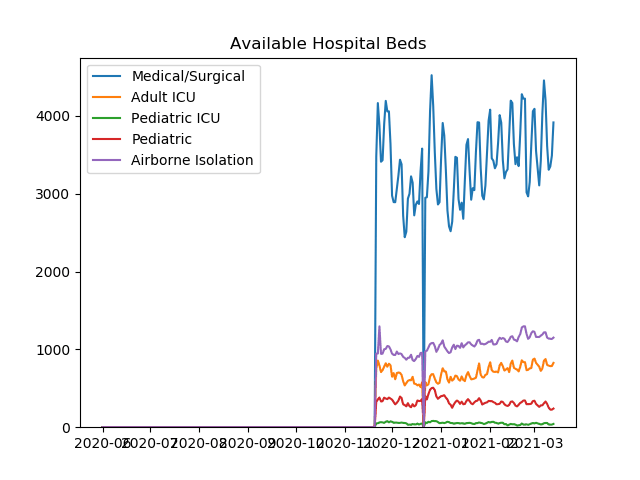 Available Hospital Beds
Medical/Surgical
Adult ICU
Pediatric ICU
Pediatric
Airborne Isolation
4000
3000
2000
1000
0
2020-06 2020-07 2020-08 2020-09 2020-10 2020-11 2020-12 2021-01 2021-02 2021-03